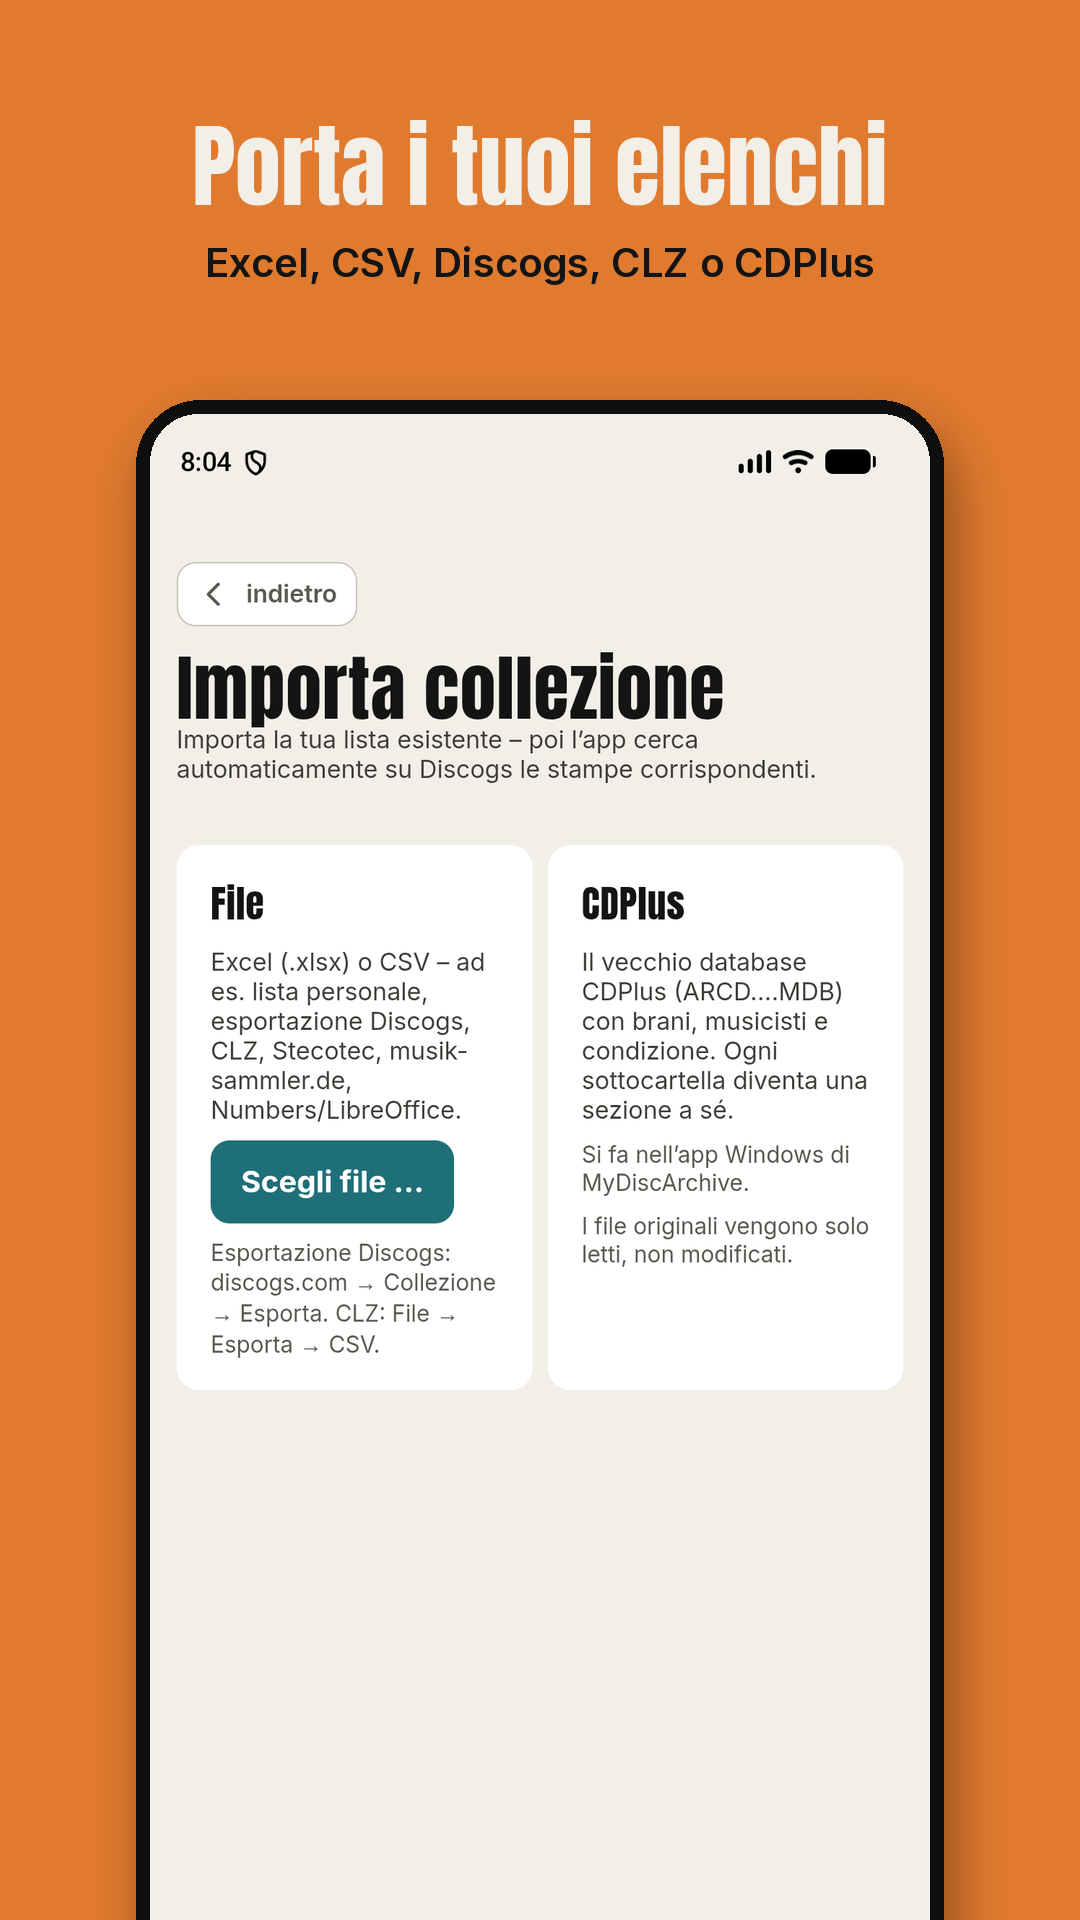 Porta i tuoi elenchi
Excel, CSV, Discogs, CLZ o CDPlus
8:04
indietro
Importa collezione
Importa la tua lista esistente – poi l’app cerca
automaticamente su Discogs le stampe corrispondenti.
File
Excel (.xlsx) o CSV – ad
es. lista personale,
esportazione Discogs,
CLZ, Stecotec, musik-
sammler.de,
Numbers/LibreOffice.
Scegli file …
Esportazione Discogs:
discogs.com → Collezione
→ Esporta. CLZ: File →
Esporta → CSV.
CDPlus
Il vecchio database
CDPlus (ARCD.…MDB)
con brani, musicisti e
condizione. Ogni
sottocartella diventa una
sezione a sé.
Si fa nell’app Windows di
MyDiscArchive.
I file originali vengono solo
letti, non modificati.